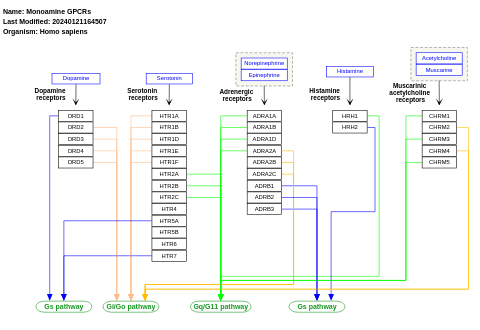 Name: Monoamine GPCRs
Last Modified: 20240121164507
Organism: Homo sapiens
Dopamine
Serotonin
Norepinephrine
Epinephrine
Histamine
Acetylcholine
Muscarine
Dopamine
receptors
Serotonin
receptors
Adrenergic
receptors
Histamine
receptors
Muscarinic
acetylcholine
receptors
DRD1
DRD2
DRD3
DRD4
DRD5
HTR1A
HTR1B
HTR1D
HTR1E
HTR1F
HTR2A
HTR2B
HTR2C
HTR4
HTR5A
HTR5B
HTR6
HTR7
ADRA1A
ADRA1B
ADRA1D
ADRA2A
ADRA2B
ADRA2C
ADRB1
ADRB2
ADRB3
HRH1
HRH2
CHRM1
CHRM2
CHRM3
CHRM4
CHRM5
Gs pathway
Gi/Go pathway
Gq/G11 pathway
Gs pathway